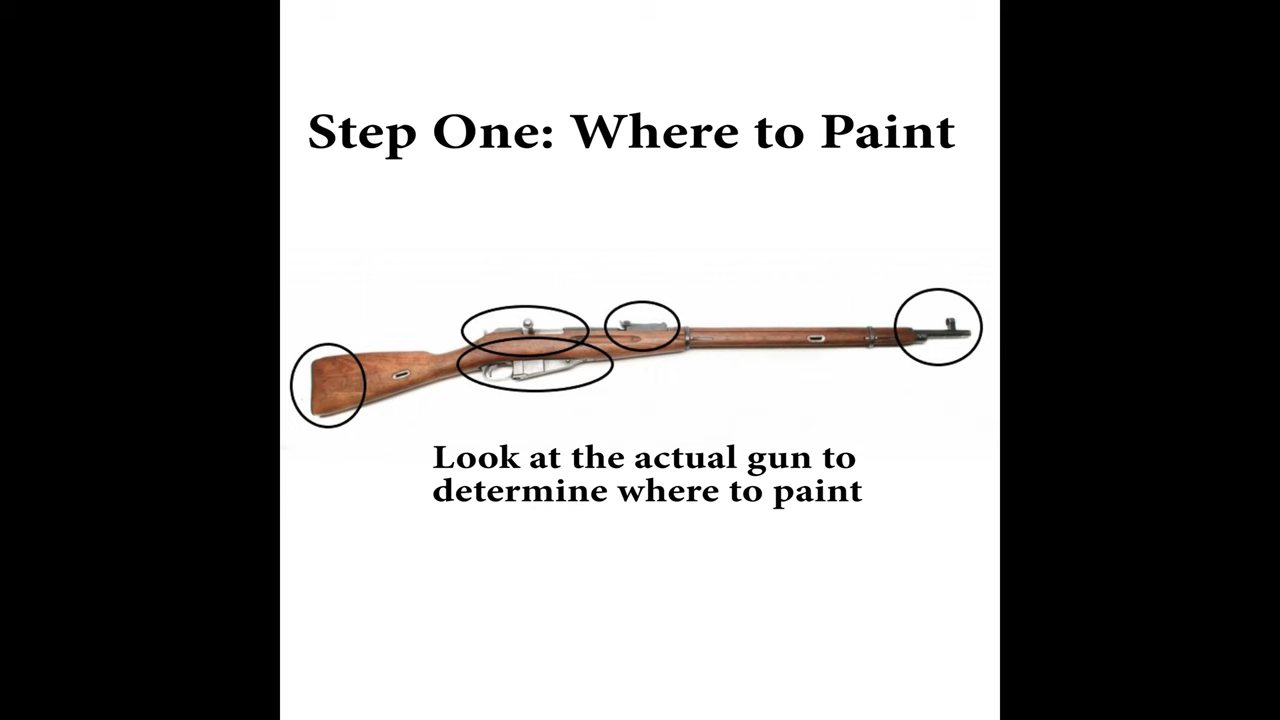 Step One: Where to Paint
Look at the actual gun to
determine where to paint